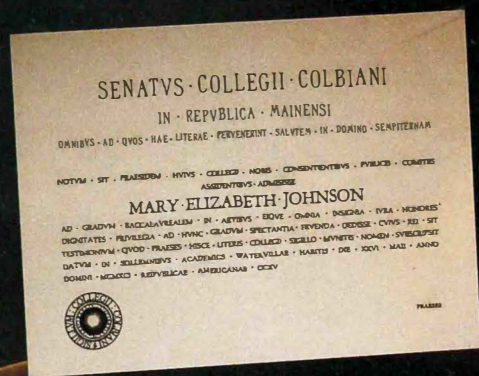 SENATVS · COLLEGII · COLBIANI
IN · REPVBLICA · MAINENSI
OMNIBVS · AD · QVOS · HAE · LITERAE · PERVENERINT · SALVTEM · IN · DOMINO · SEMPITERNAM
NOTVM · SIT · PRAESIDEM · HVIVS · COLLEGII · NOBIS · CONSENTIENTIBVS · PVBLICIS · COMITIIS
ASSIDENTIBVS · ADMISISSE
MARY · ELIZABETH · JOHNSON
AD · GRADVM · BACCALAVREALEM · IN · ARTIBVS · EIQVE · OMNIA · INSIGNIA · IVRA · HONORES ·
DIGNITATES · PRIVILEGIA · AD · HVNC · GRADVM · SPECTANTIA · FRVENDA · DEDISSE · CVIVS · REI · SIT
TESTIMONIVM · QVOD · PRAESES · HISCE · LITERIS · COLLEGII · SIGILLO · MVNITIS · NOMEN · SVBSCRIPSIT
DATVM · IN · SOLLEMNIBVS · ACADEMICIS · WATERVILLAE · HABITIS · DIE · XXVI · MAII · ANNO
DOMINI · MCMXCI · REIPVBLICAE · AMERICANAE · CCXV
PRAESES
SIGILLVM COLLEGII COLBIANI